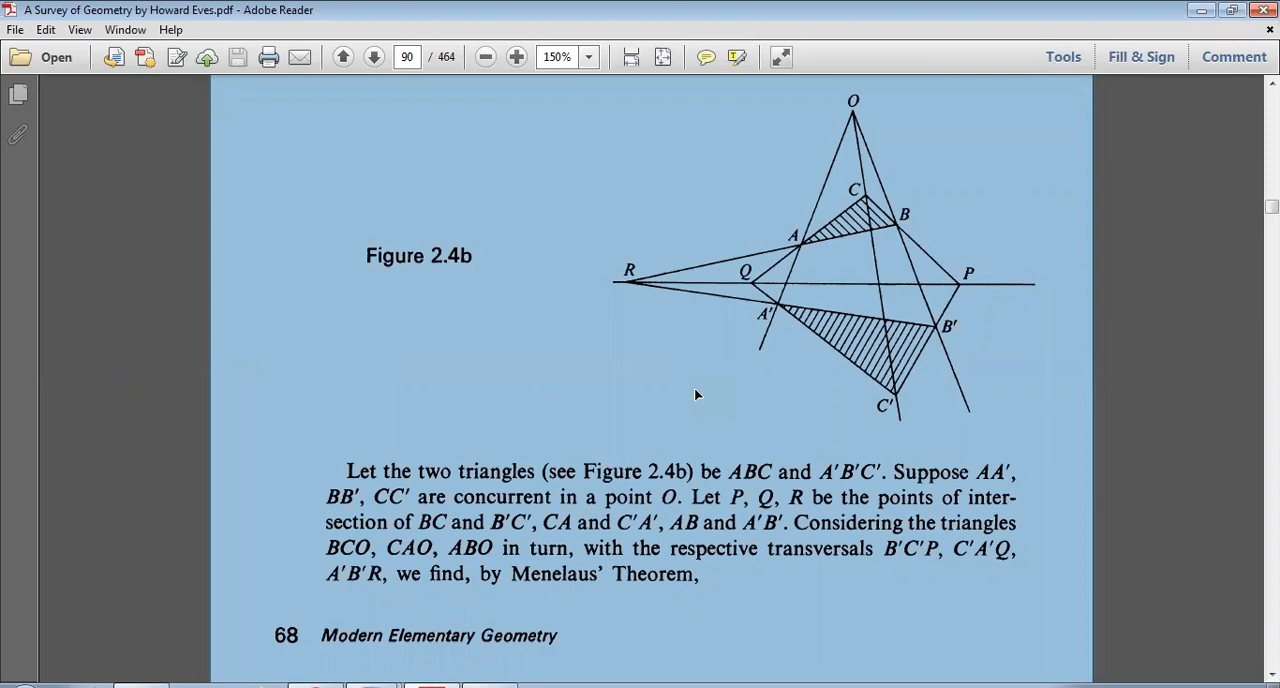 A Survey of Geometry by Howard Eves.pdf - Adobe Reader
File Edit View Window Help
Open 90 / 464 150% Tools Fill & Sign Comment
O
C
B
A
R
Q
P
A'
B'
C'
Figure 2.4b
Let the two triangles (see Figure 2.4b) be ABC and A'B'C'. Suppose AA',
BB', CC' are concurrent in a point O. Let P, Q, R be the points of inter-
section of BC and B'C', CA and C'A', AB and A'B'. Considering the triangles
BCO, CAO, ABO in turn, with the respective transversals B'C'P, C'A'Q,
A'B'R, we find, by Menelaus' Theorem,
68 Modern Elementary Geometry